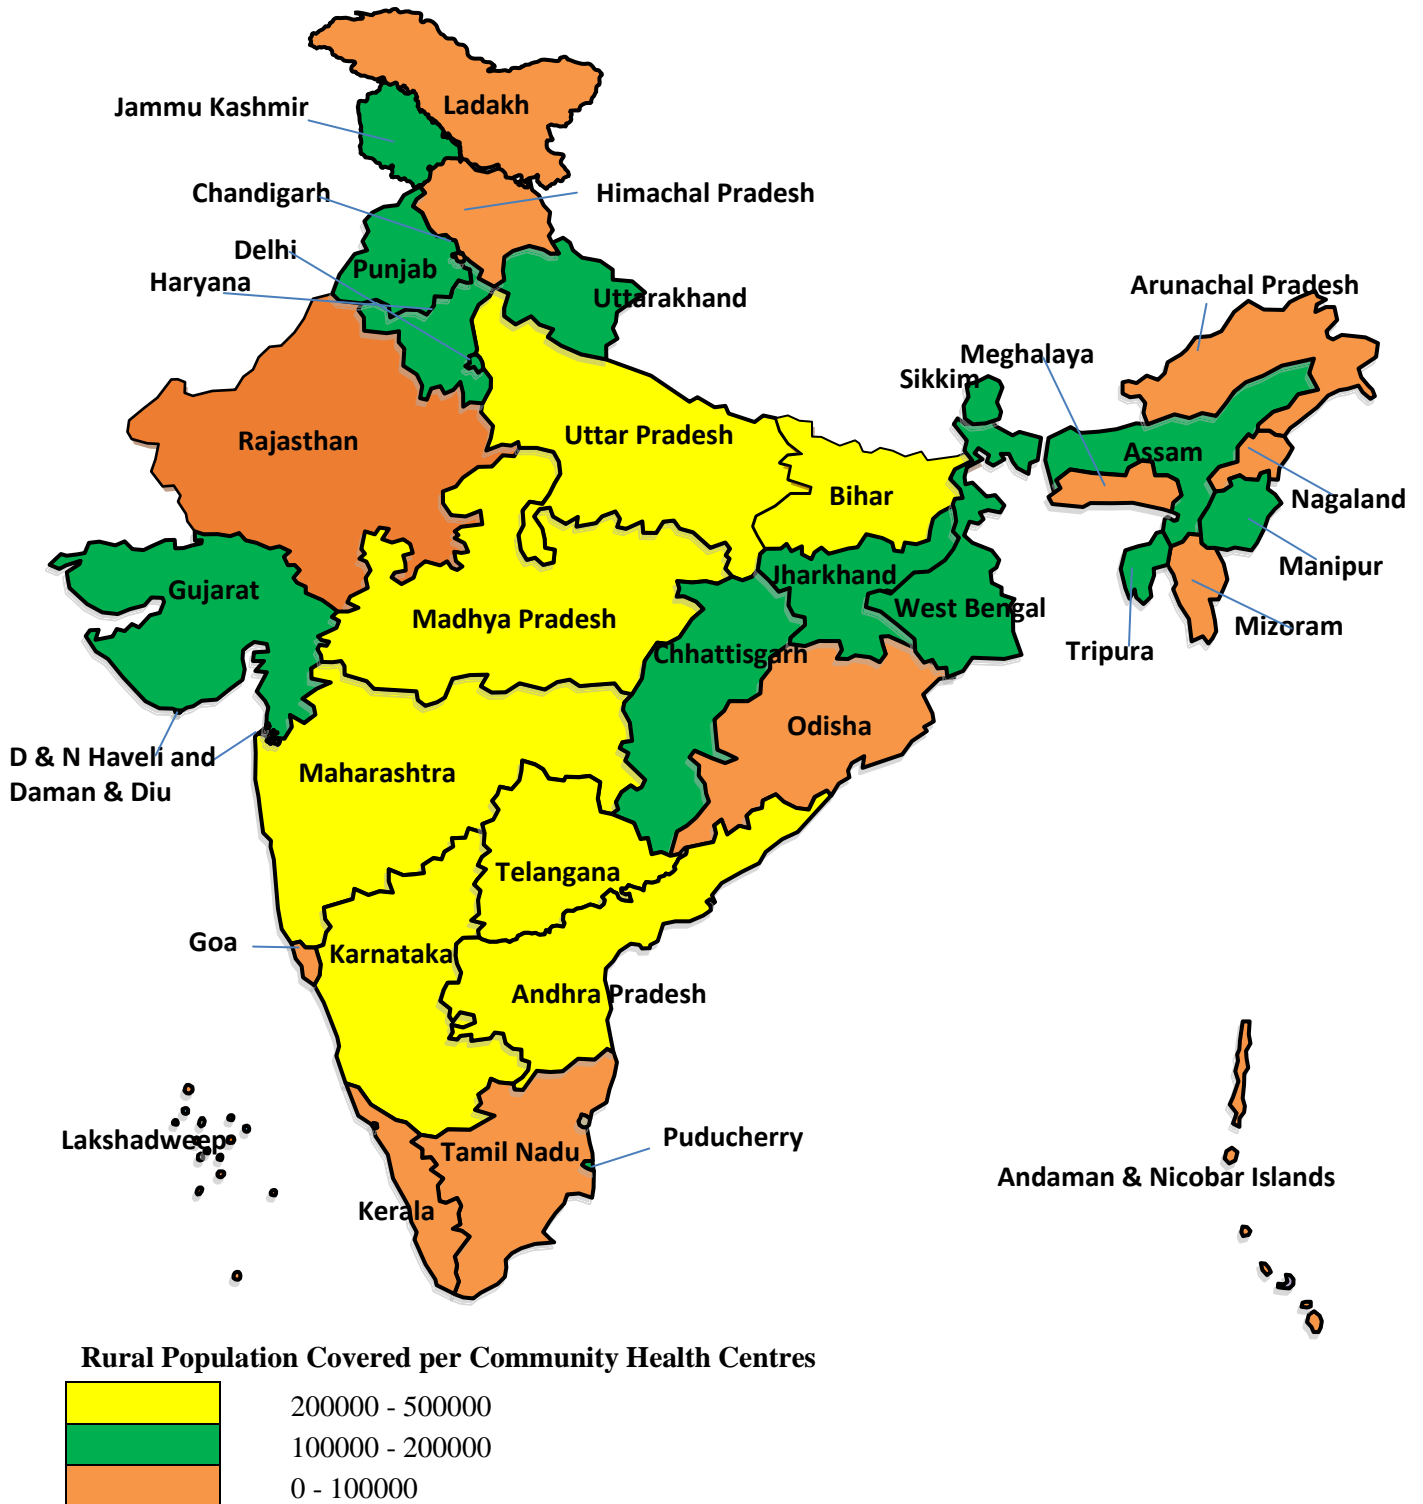 Ladakh
Jammu Kashmir
Chandigarh
Himachal Pradesh
Delhi
Punjab
Haryana
Uttarakhand
Arunachal Pradesh
Meghalaya
Sikkim
Rajasthan
Uttar Pradesh
Assam
Bihar
Nagaland
Manipur
Jharkhand
Gujarat
West Bengal
Madhya Pradesh
Mizoram
Tripura
Chhattisgarh
Odisha
D & N Haveli and
Daman & Diu
Maharashtra
Telangana
Goa
Karnataka
Andhra Pradesh
Lakshadweep
Puducherry
Tamil Nadu
Andaman & Nicobar Islands
Kerala
Rural Population Covered per Community Health Centres
200000 - 500000
100000 - 200000
0 - 100000